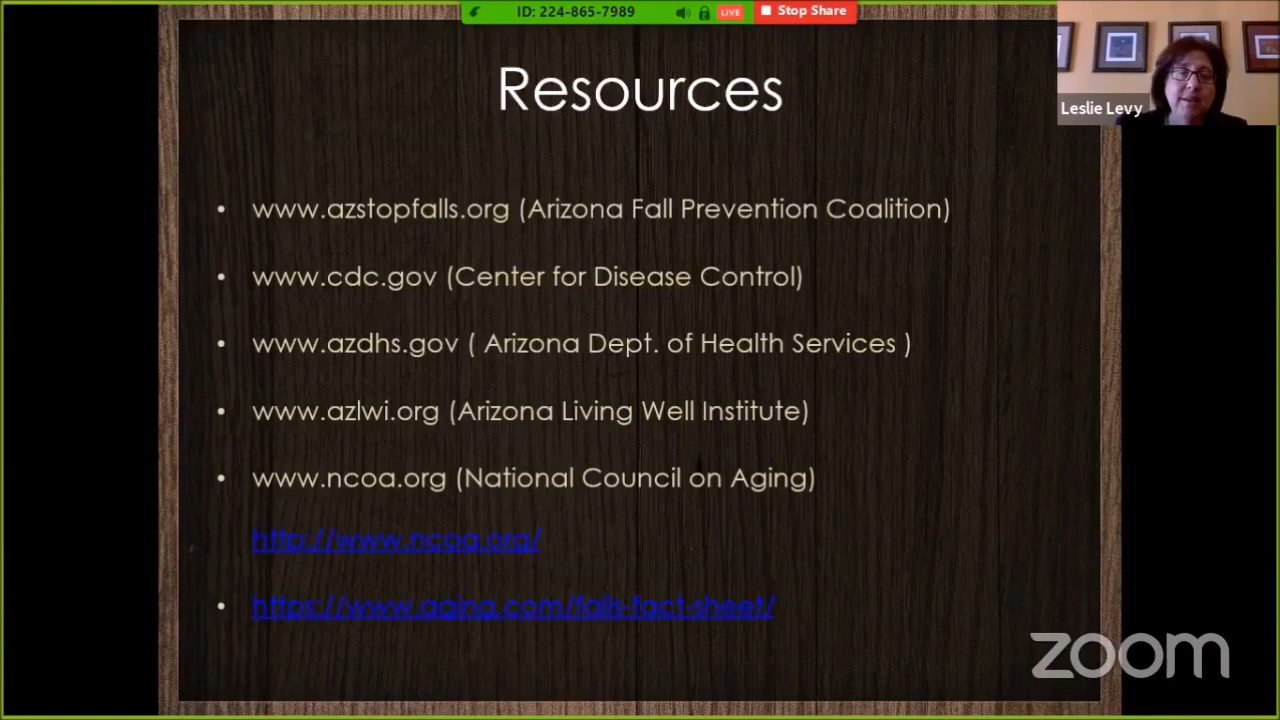 ID: 224-865-7989
LIVE
Stop Share
Resources
Leslie Levy
• www.azstopfalls.org (Arizona Fall Prevention Coalition)
• www.cdc.gov (Center for Disease Control)
• www.azdhs.gov ( Arizona Dept. of Health Services )
• www.azlwi.org (Arizona Living Well Institute)
• www.ncoa.org (National Council on Aging)
http://www.ncoa.org/
• https://www.aging.com/falls-fact-sheet/
zoom